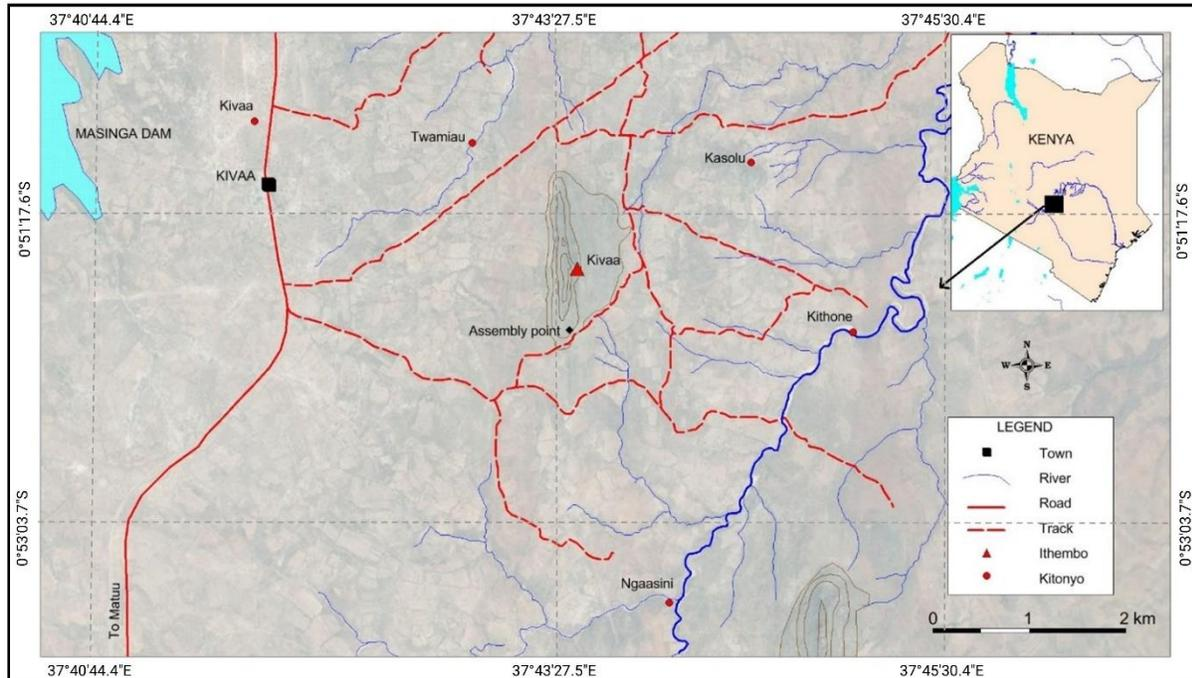 37°40'44.4"E 37°43'27.5"E 37°45'30.4"E
MASINGA DAM
Kivaa
KIVAA
Twamiau
Kasolu
KENYA
0°51'17.6"S
0°51'17.6"S
Kivaa
Assembly point
Kithone
N
W E
S
LEGEND
Town
River
Road
Track
Ithembo
Kitonyo
0°53'03.7"S
0°53'03.7"S
Ngaasini
To Matuu
0 1 2 km
37°40'44.4"E 37°43'27.5"E 37°45'30.4"E